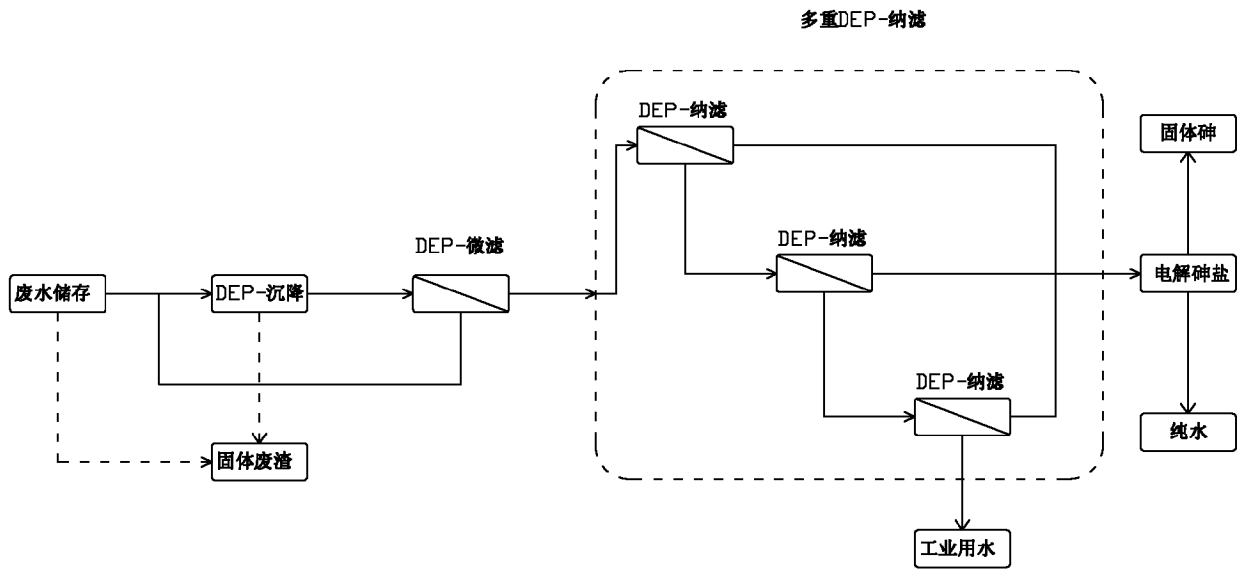 多重DEP-纳滤
DEP-纳滤
固体砷
DEP-微滤
DEP-纳滤
废水储存
DEP-沉降
电解砷盐
DEP-纳滤
固体废渣
纯水
工业用水